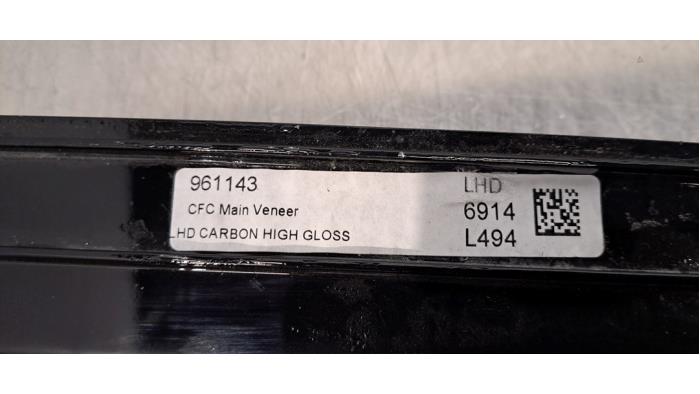 961143 LHD
CFC Main Veneer 6914
LHD CARBON HIGH GLOSS L494